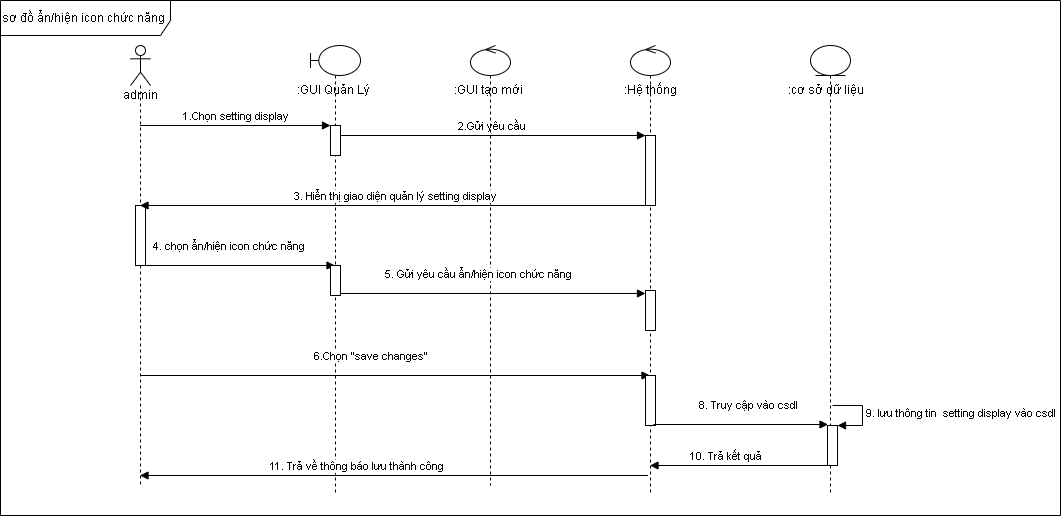 sơ đồ ẩn/hiện icon chức năng
admin
:GUI Quản Lý
:GUI tạo mới
:Hệ thống
:cơ sở dữ liệu
1.Chọn setting display
2.Gửi yêu cầu
3. Hiển thị giao diện quản lý setting display
4. chọn ẩn/hiện icon chức năng
5. Gửi yêu cầu ẩn/hiện icon chức năng
6.Chọn "save changes"
8. Truy cập vào csdl
9. lưu thông tin setting display vào csdl
10. Trả kết quả
11. Trả về thông báo lưu thành công